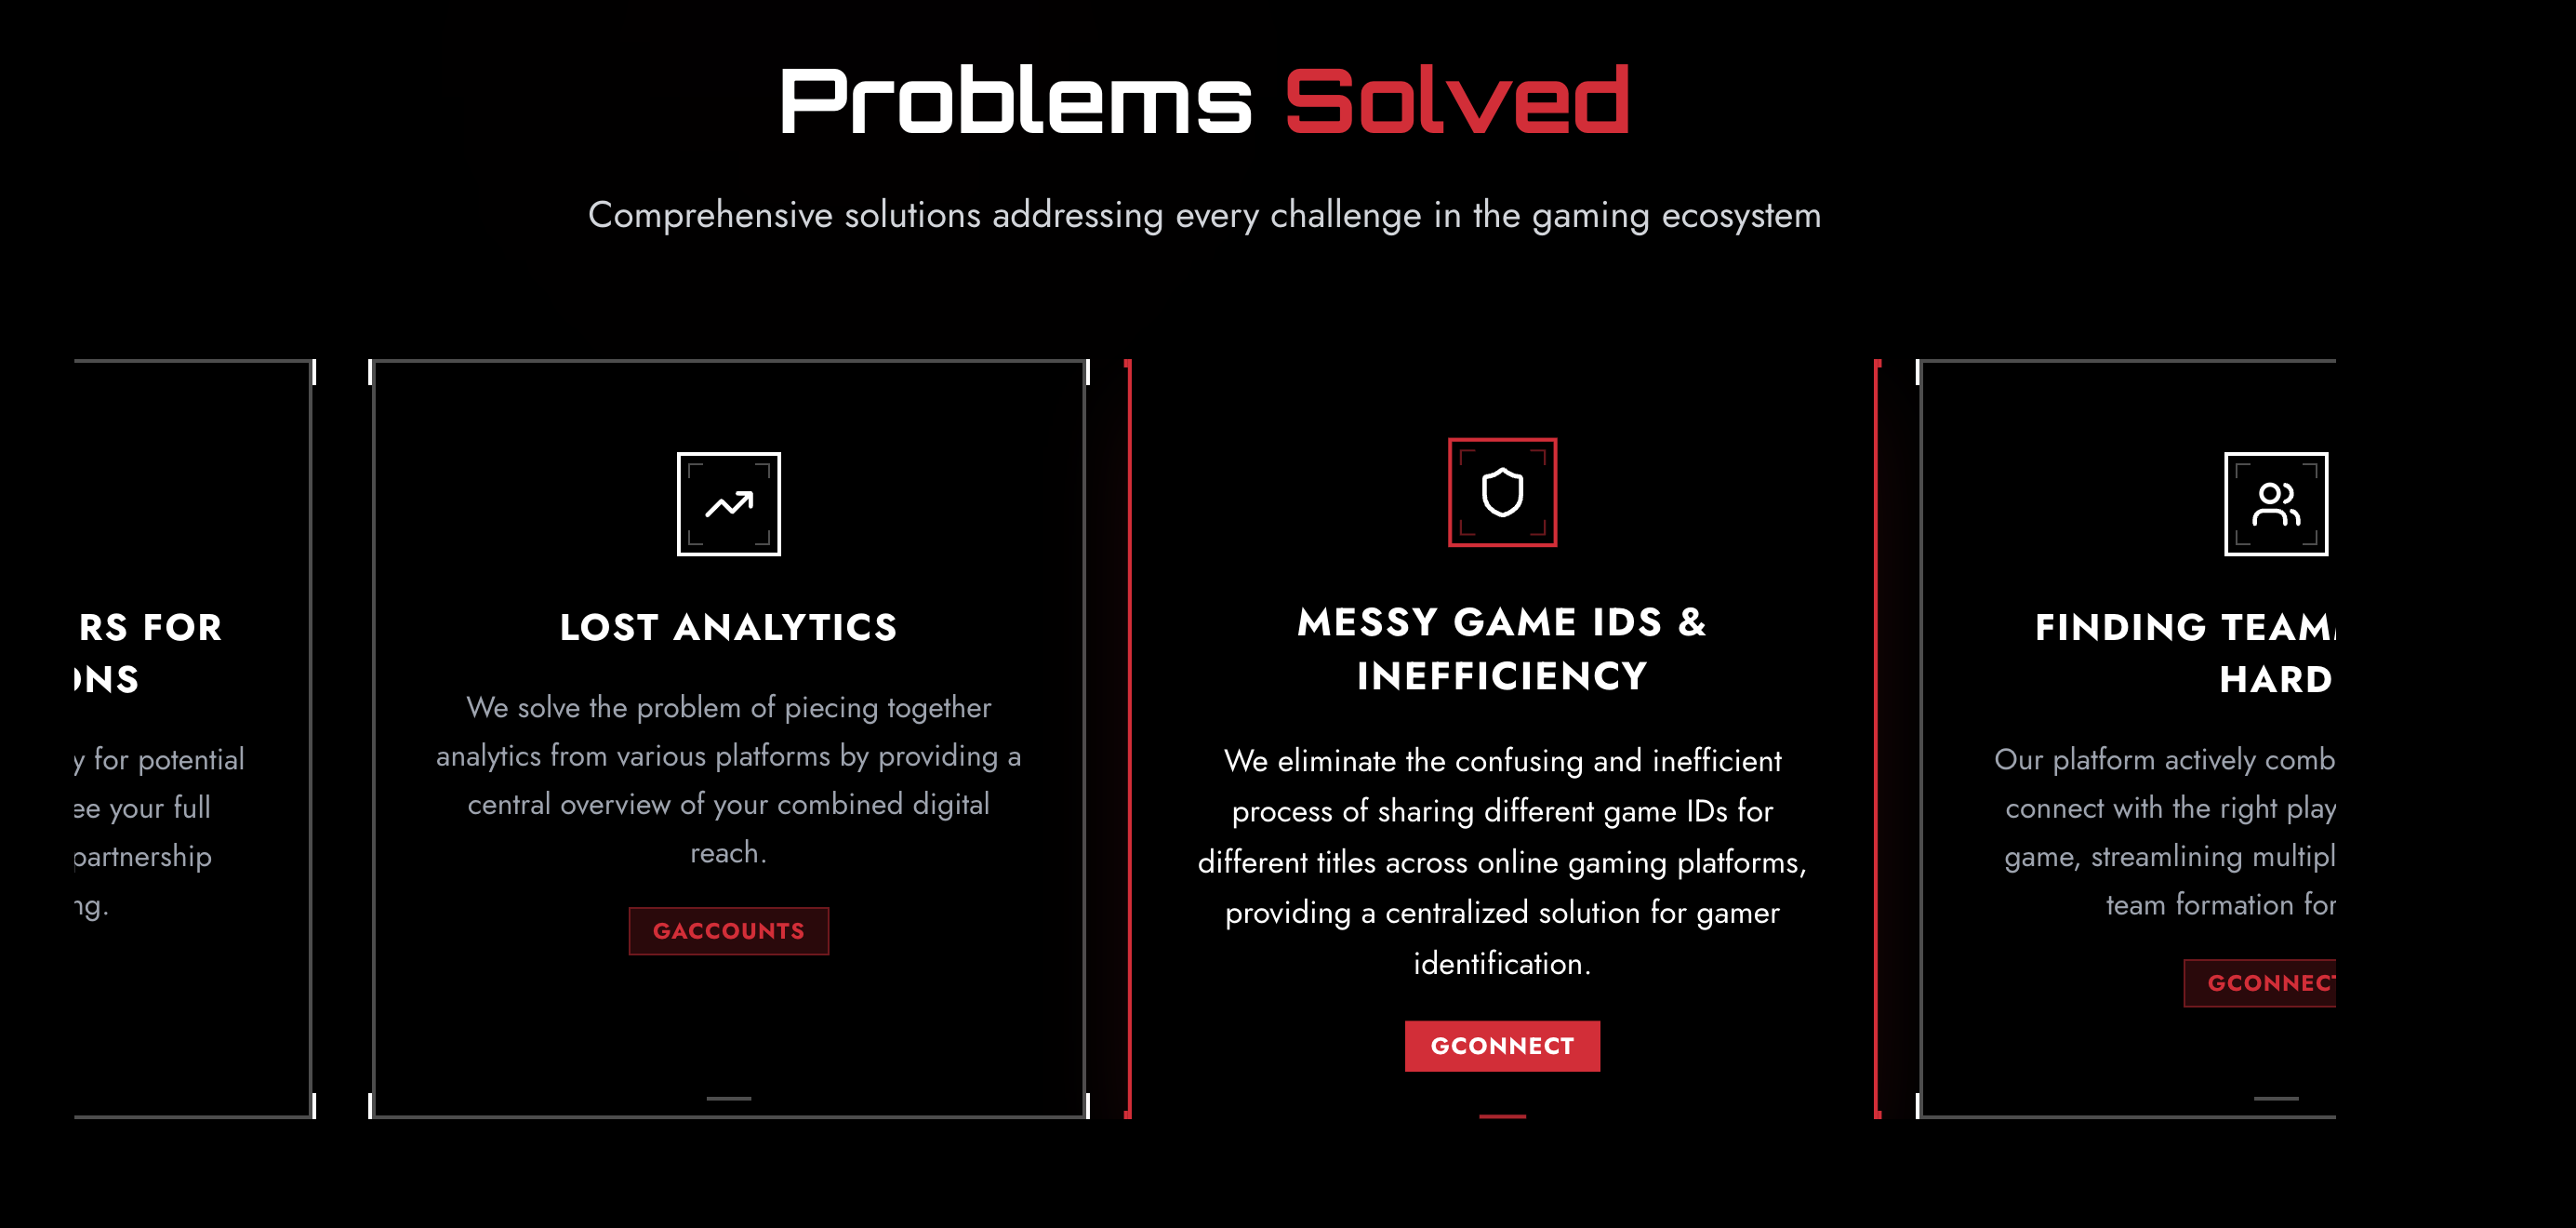 Problems Solved
Comprehensive solutions addressing every challenge in the gaming ecosystem
RS FOR
ONS
y for potential
ee your full
partnership
ng.
LOST ANALYTICS
We solve the problem of piecing together
analytics from various platforms by providing a
central overview of your combined digital
reach.
GACCOUNTS
MESSY GAME IDS &
INEFFICIENCY
We eliminate the confusing and inefficient
process of sharing different game IDs for
different titles across online gaming platforms,
providing a centralized solution for gamer
identification.
GCONNECT
FINDING TEAM
HARD
Our platform actively comb
connect with the right play
game, streamlining multipl
team formation for
GCONNECT